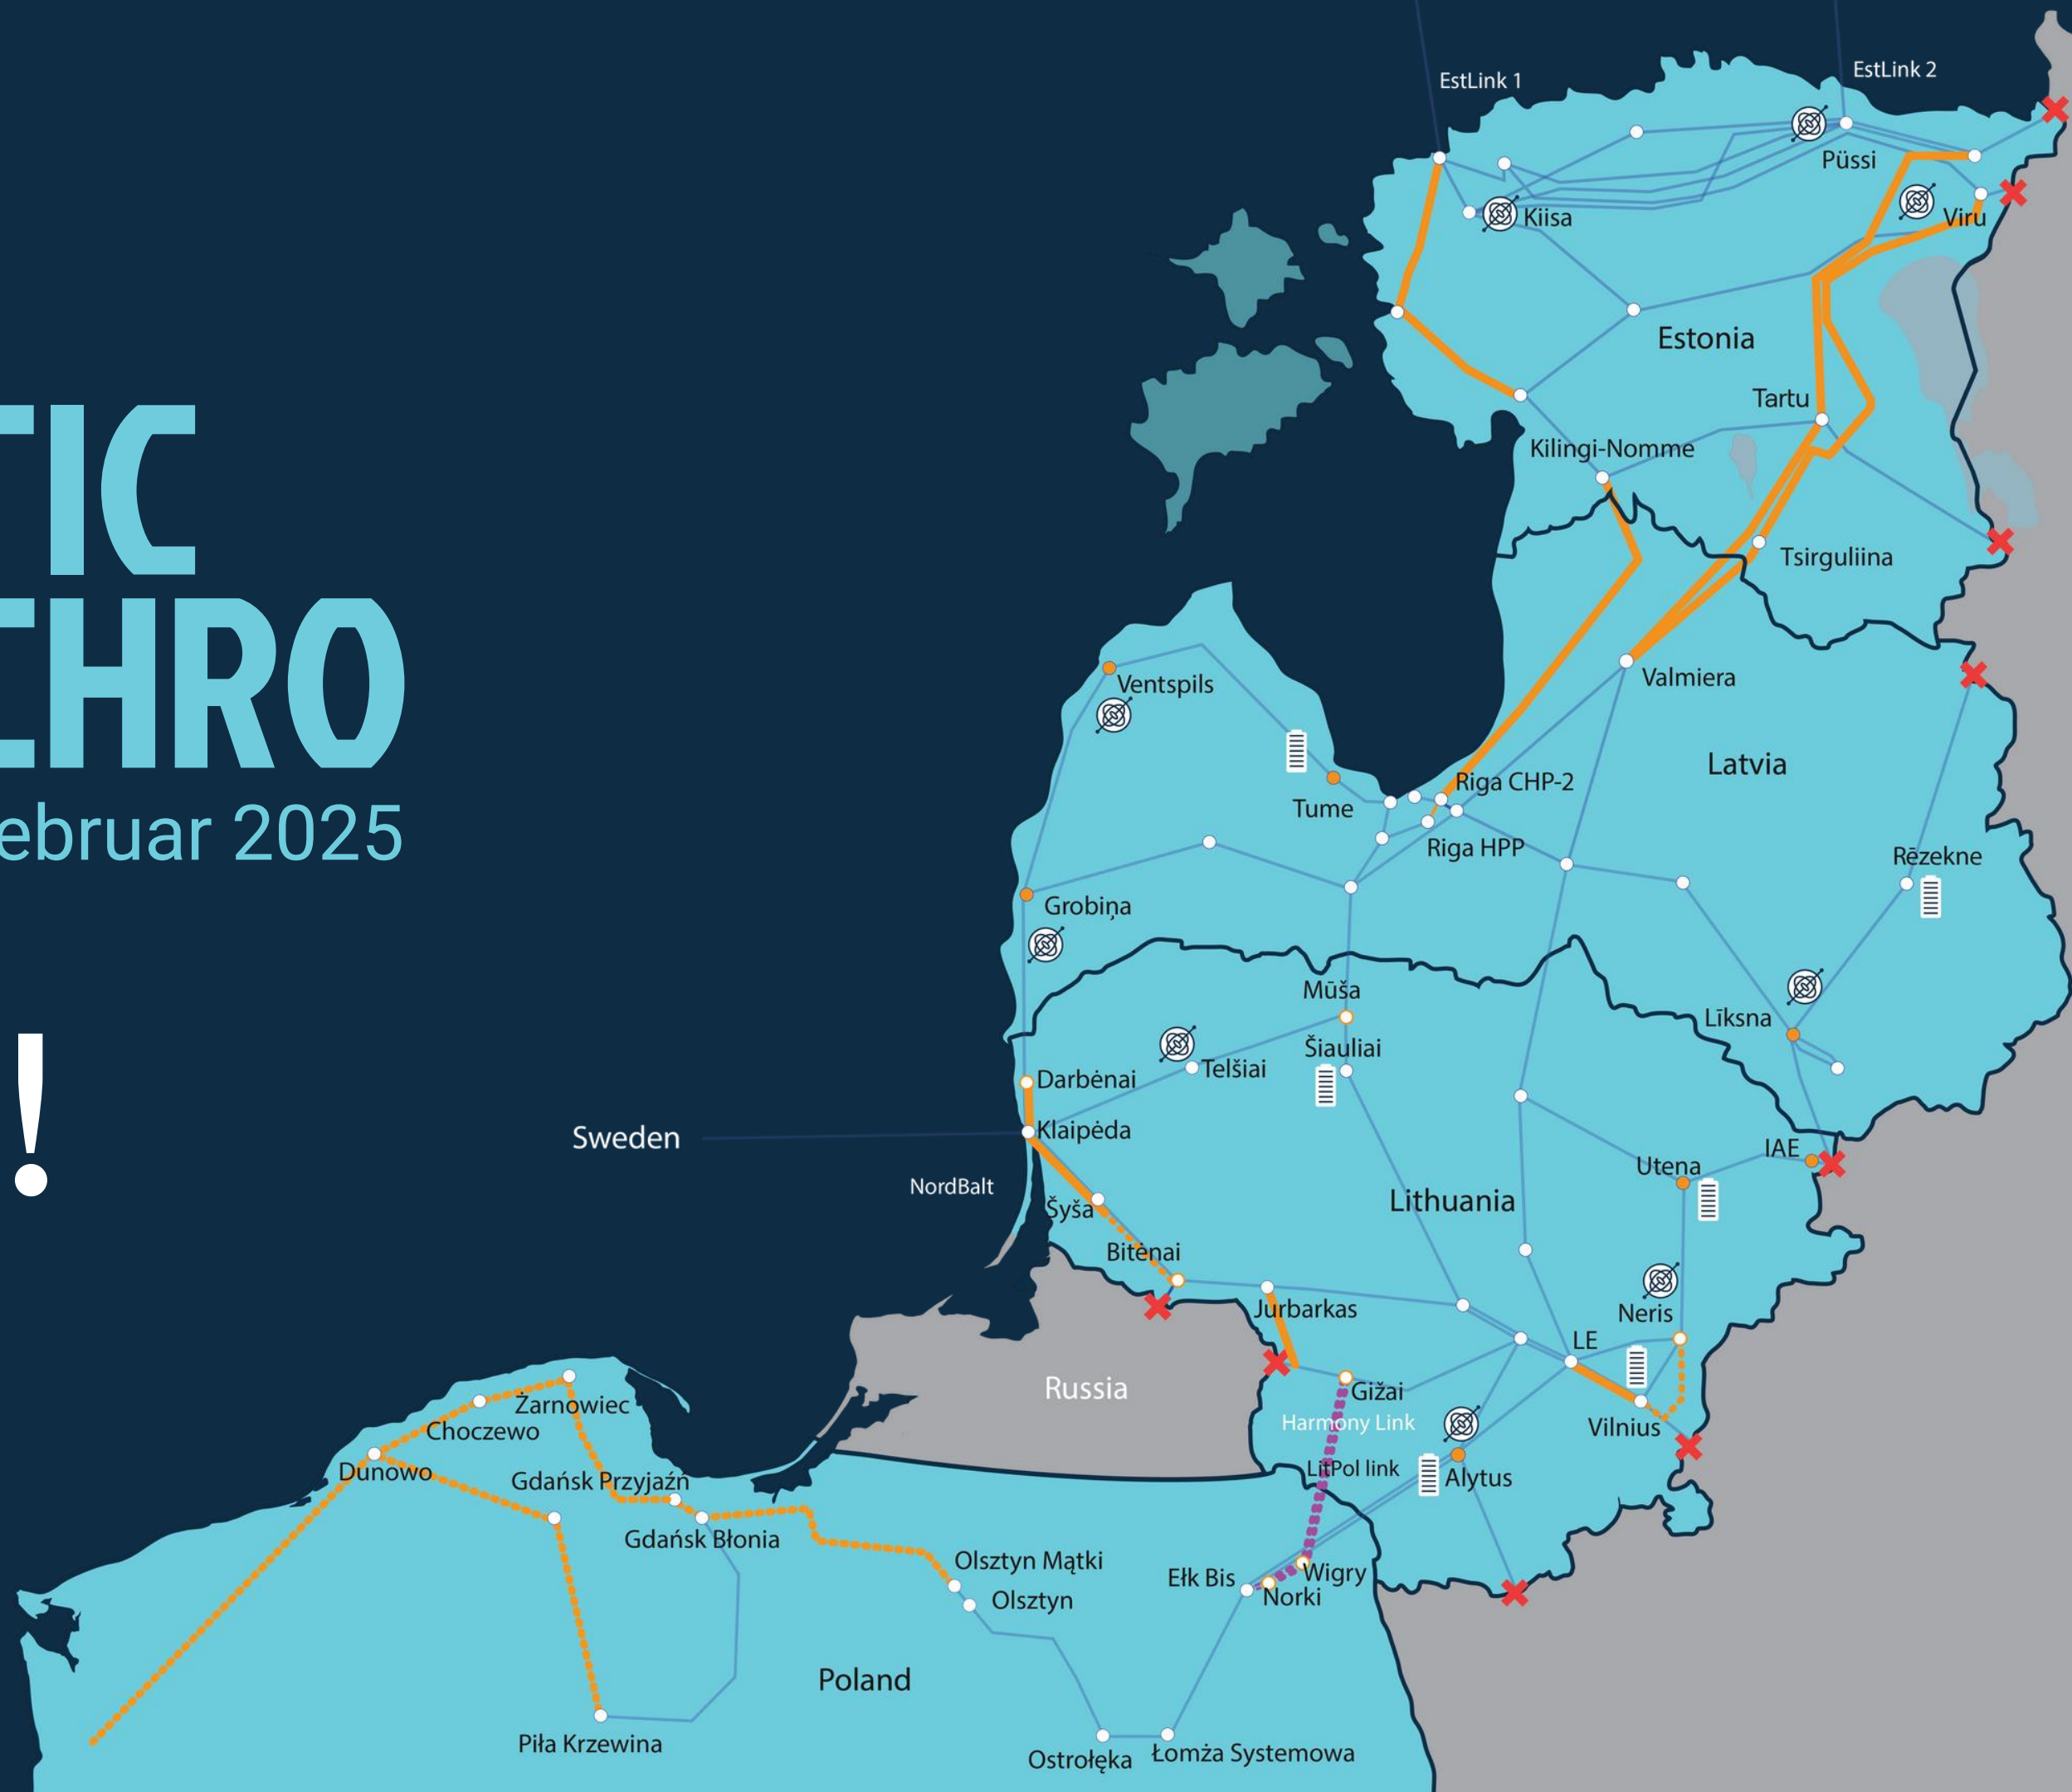 TIC
CHRO
ebruar 2025
!
EstLink 1
EstLink 2
Püssi
Viru
Kiisa
Estonia
Tartu
Kilingi-Nomme
Tsirguliina
Valmiera
Ventspils
Latvia
Riga CHP-2
Tume
Riga HPP
Rēzekne
Grobiņa
Mūša
Līksna
Šiauliai
Telšiai
Darbėnai
Klaipėda
Sweden
IAE
Utena
NordBalt
Lithuania
Šyša
Bitėnai
Jurbarkas
Neris
LE
Russia
Gižai
Harmony Link
Vilnius
LitPol link
Alytus
Żarnowiec
Choczewo
Dunowo
Gdańsk Przyjaźń
Gdańsk Błonia
Olsztyn Mątki
Olsztyn
Ełk Bis
Wigry
Norki
Poland
Piła Krzewina
Ostrołęka
Łomża Systemowa